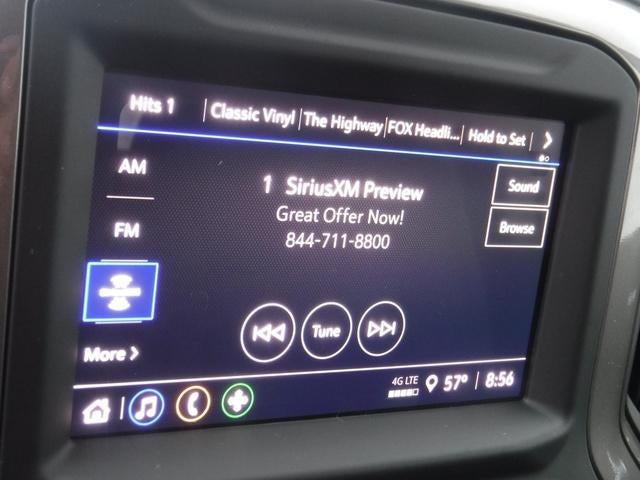 Hits 1
Classic Vinyl
The Highway
FOX Headli...
Hold to Set
AM
FM
More
1 SiriusXM Preview
Great Offer Now!
844-711-8800
Sound
Browse
Tune
4G LTE
57°
8:56